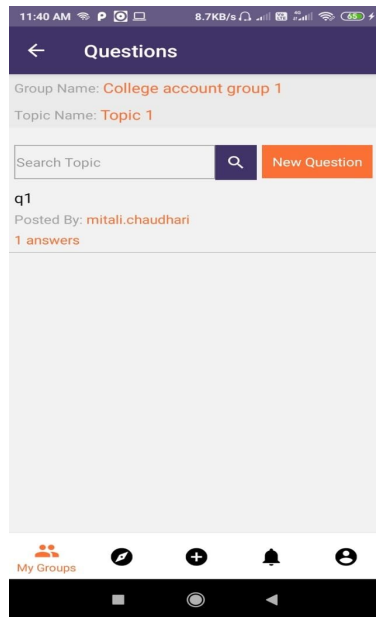 11:40 AM
8.7KB/s
65
Questions
Group Name: College account group 1
Topic Name: Topic 1
Search Topic
New Question
q1
Posted By: mitali.chaudhari
1 answers
My Groups